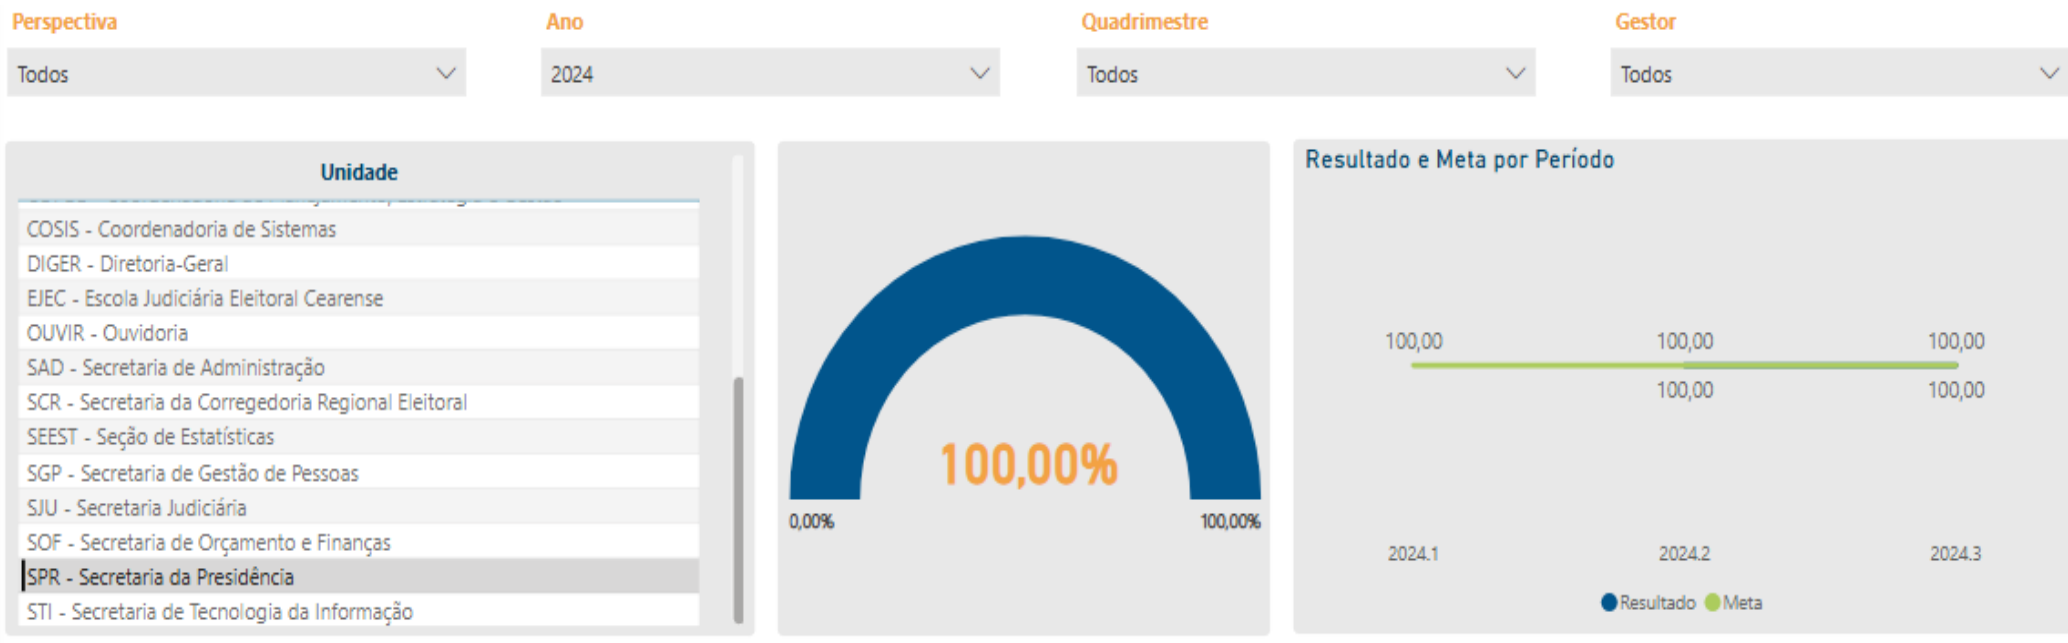 Perspectiva
Ano
Quadrimestre
Gestor
Todos
2024
Todos
Todos
Unidade
COSIS - Coordenadoria de Sistemas
DIGER - Diretoria-Geral
EJEC - Escola Judiciária Eleitoral Cearense
OUVIR - Ouvidoria
SAD - Secretaria de Administração
SCR - Secretaria da Corregedoria Regional Eleitoral
SEEST - Seção de Estatísticas
SGP - Secretaria de Gestão de Pessoas
SJU - Secretaria Judiciária
SOF - Secretaria de Orçamento e Finanças
SPR - Secretaria da Presidência
STI - Secretaria de Tecnologia da Informação
100,00%
0,00%
100,00%
Resultado e Meta por Período
100,00
100,00
100,00
100,00
100,00
2024.1
2024.2
2024.3
Resultado
Meta